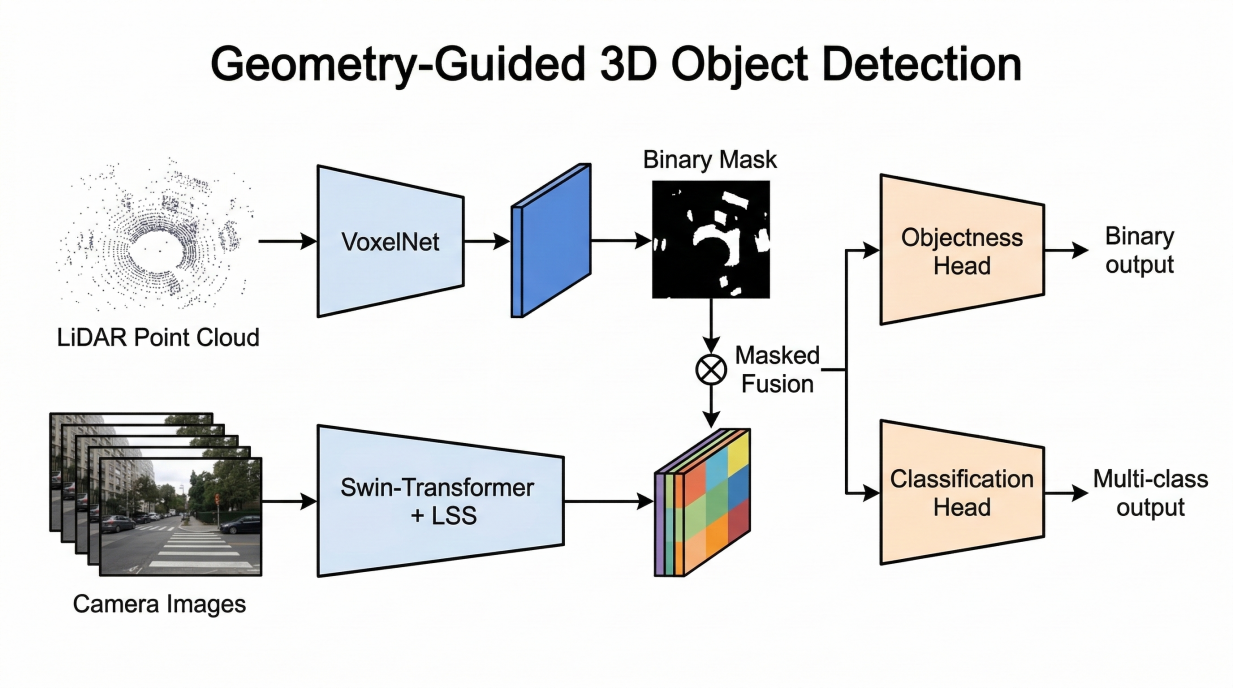 Geometry-Guided 3D Object Detection
Binary Mask
VoxelNet
LiDAR Point Cloud
Objectness
Head
Binary
output
Masked
Fusion
Swin-Transformer
+ LSS
Camera Images
Classification
Head
Multi-class
output